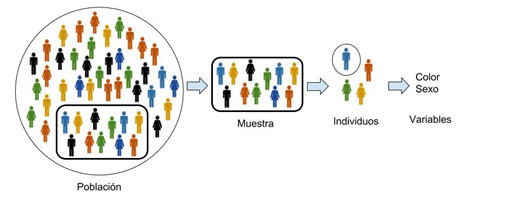 Color
Sexo
Muestra
Individuos
Variables
Población